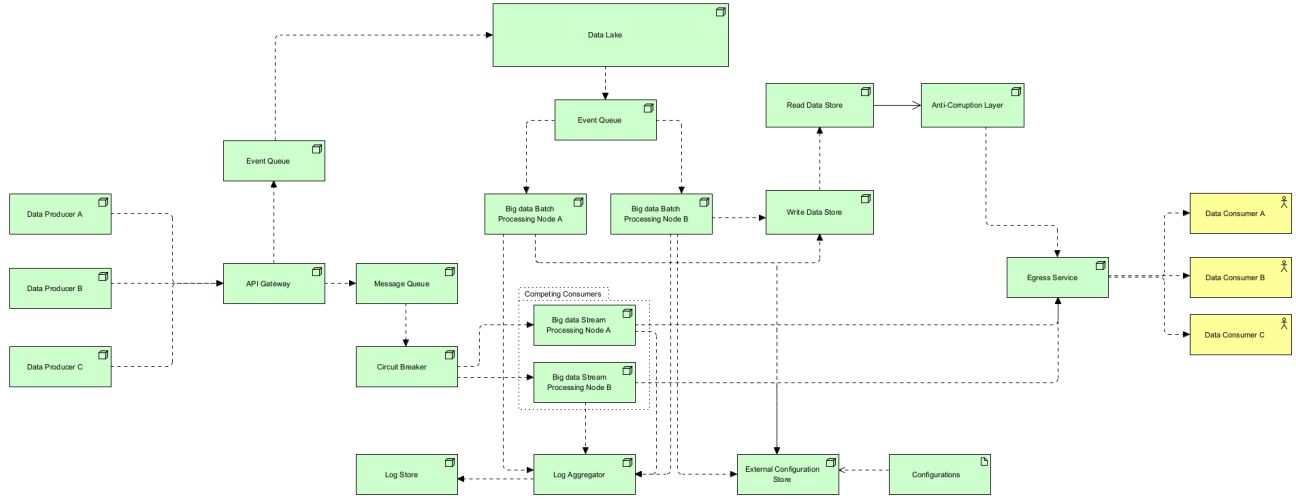 Data Lake
Read Data Store
Anti-Corruption Layer
Event Queue
Event Queue
Data Producer A
Big data Batch
Processing Node A
Big data Batch
Processing Node B
Write Data Store
Data Consumer A
Data Producer B
API Gateway
Message Queue
Egress Service
Data Consumer B
Competing Consumers
Big data Stream
Processing Node A
Data Consumer C
Data Producer C
Circuit Breaker
Big data Stream
Processing Node B
Log Store
Log Aggregator
External Configuration
Store
Configurations